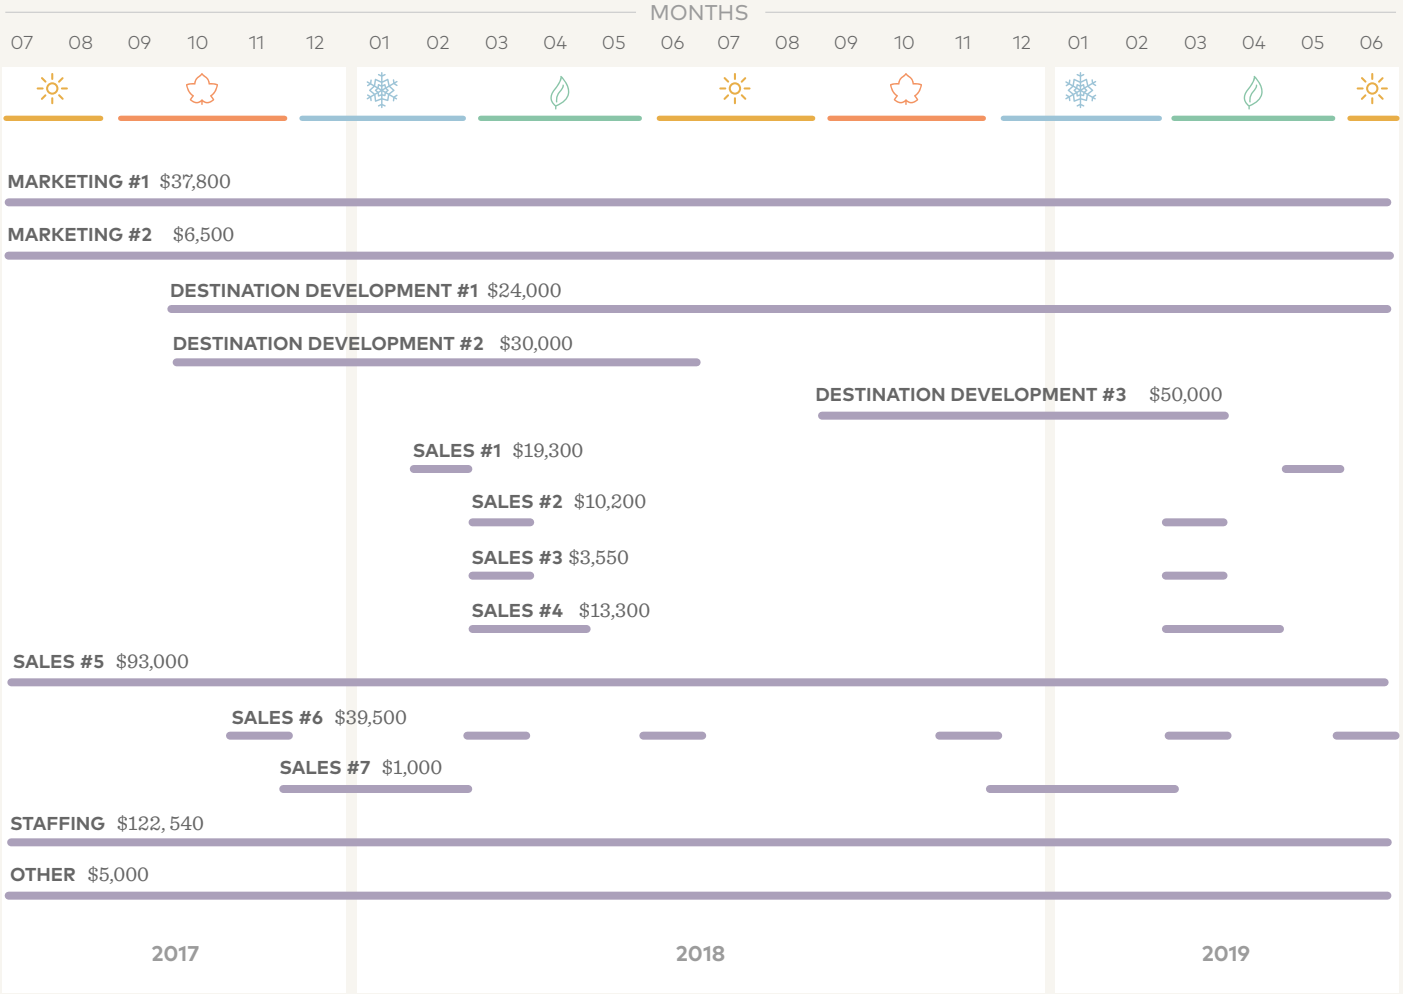 MONTHS
07 08 09 10 11 12 01 02 03 04 05 06 07 08 09 10 11 12 01 02 03 04 05 06
MARKETING #1 $37,800
MARKETING #2 $6,500
DESTINATION DEVELOPMENT #1 $24,000
DESTINATION DEVELOPMENT #2 $30,000
DESTINATION DEVELOPMENT #3 $50,000
SALES #1 $19,300
SALES #2 $10,200
SALES #3 $3,550
SALES #4 $13,300
SALES #5 $93,000
SALES #6 $39,500
SALES #7 $1,000
STAFFING $122, 540
OTHER $5,000
2017 2018 2019